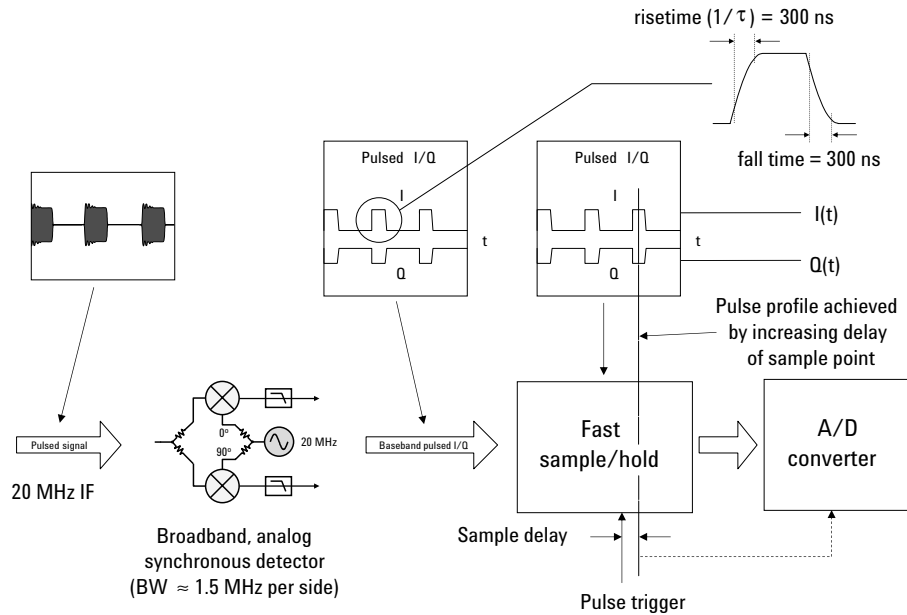 risetime (1/τ) = 300 ns
fall time = 300 ns
Pulsed I/Q
I
t
Q
Pulsed I/Q
I
t
Q
I(t)
Q(t)
Pulse profile achieved
by increasing delay
of sample point
Pulsed signal
20 MHz IF
0°
90°
20 MHz
Broadband, analog
synchronous detector
(BW ≈ 1.5 MHz per side)
Baseband pulsed I/Q
Fast
sample/hold
A/D
converter
Sample delay
Pulse trigger